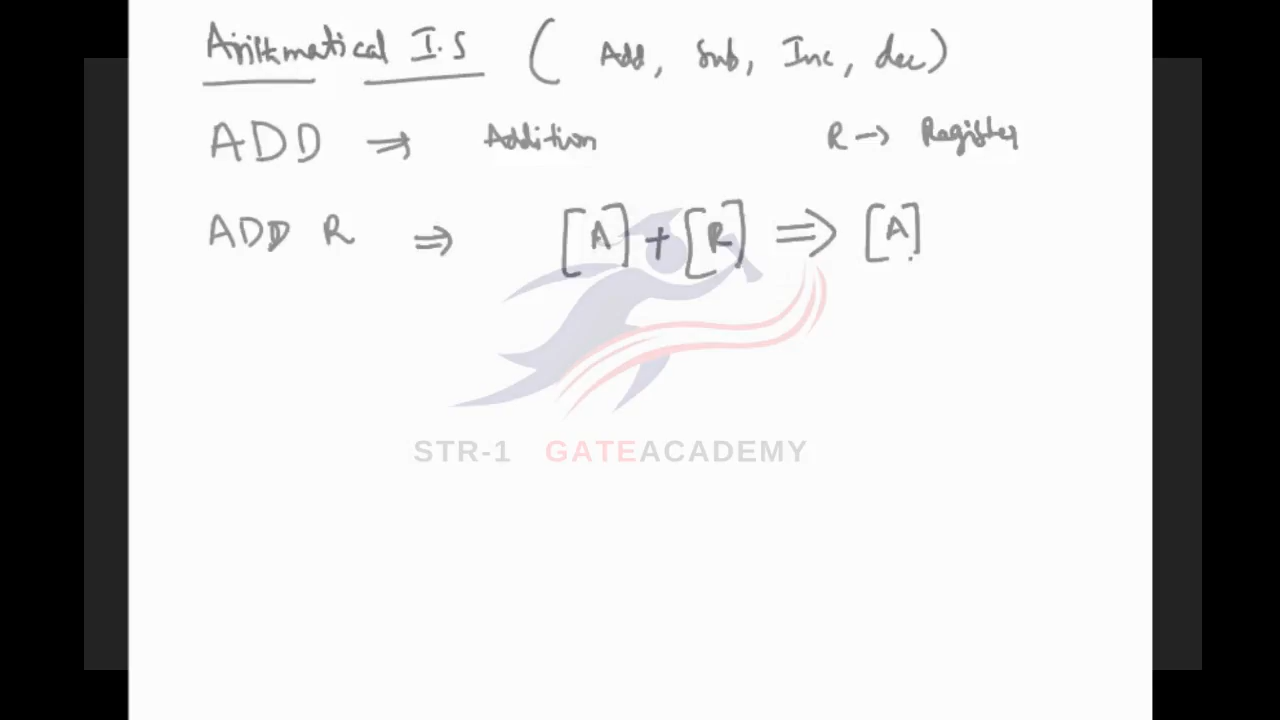 Arithmatical I.S ( Add, Sub, Inc, dec)
ADD ⇒ Addition R → Register
ADD R ⇒ [A] + [R] ⇒ [A]
STR-1 GATEACADEMY